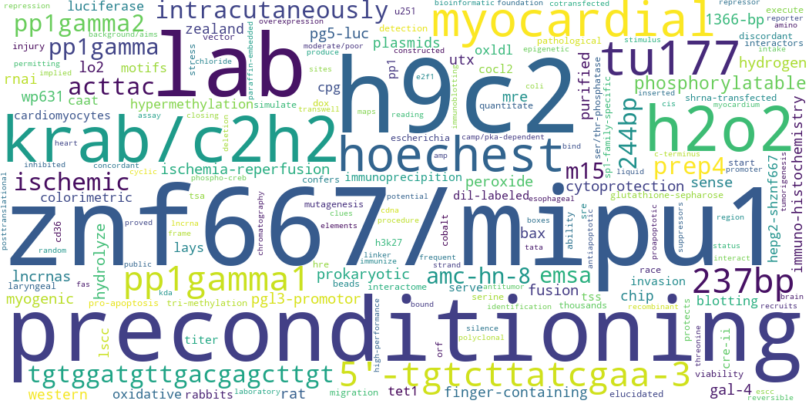 repression luciferase intracutaneously u251 overexpression bioinformatic foundation cotransfected execute
pp1gamma2 background/aims zealand vector detection myocardial repressor 1366-bp reporter amino
injury pp1gamma lab pg5-luc pathological discordant interactors
permitting lo2 motifs stress chloride paraffin-embedded plasmids oxldl cyclic tu177 stimulus hydrogen
implied acttac produce utx constructed epigenetic purified phosphorylatable
rnai cpg sites pp1 cocl2 e2f1 coli shrna-transfected myocardium
wp631 caat hypermethylation simulate dox transwell h9c2 mre quantitate ser/thr-phosphatase spi-family-specific inserted cis
cardiomyocytes assay closing maps reading immunoblotting 244bp h2o2
krab/c2h2 deletion escherichia camp/pka-dependent
heart inhibited concordant ischemia-reperfusion confers hoechest amp bind m15 c-terminus prep4 start promoter
cyclic phospho-creb immunoprecipitation peroxide liquid tumorigenesis
ischemic colorimetric tsa mutagenesis dil-labeled esophageal cytoprotection sense glutathione-sepharose
posttranslational cd36 znf667/mipu1 hepg2-shznf667 immuno-histochemistry
proved lncrna clues cdna potential boxes ability sre antiapoptotic proapoptotic suppressors region
random hydrolyze lays frame chromatography elements procedure bax tata cobalt status
lncrnas public h3k27 linker frequent interact
laryngeal fas prokaryotic immunize strand amc-hn-8 emsa race 237bp brain
myogenic pp1gamma1 hre beads interactome serve antitumor fusion tss invasion recruits
pro-apoptosis tri-methylation kda pgl3-promotor serine thousands chip blotting
preconditioning bound identification recombinant
lscc titer high-performance orf silence polyclonal protects threonine cre-ii
tgtggatgttgacgagcttgt 5'-tgtcttatcgaa-3 viability
western oxidative rabbits laboratory rat migration tet1 finger-containing elucidated gal-4 escc reversible